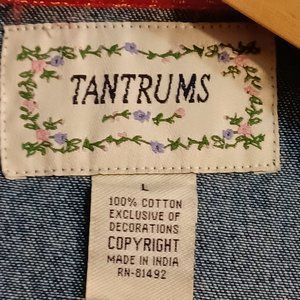 TANTRUMS
L
100% COTTON
EXCLUSIVE OF
DECORATIONS
COPYRIGHT
MADE IN INDIA
RN-81492